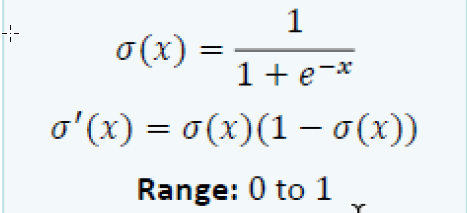 σ(x) = 1 / (1 + e⁻ˣ)
σ′(x) = σ(x)(1 − σ(x))
Range: 0 to 1